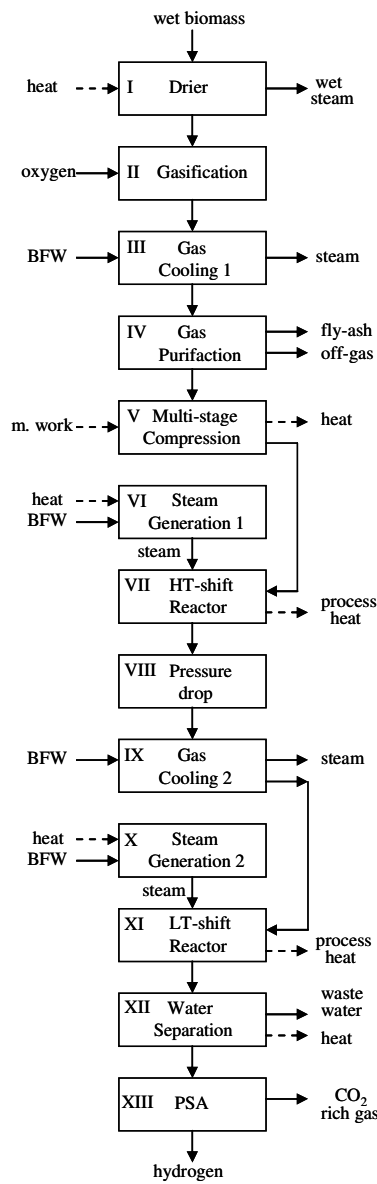 wet biomass
heat
I Drier
wet
steam
oxygen
II Gasification
BFW
III Gas
Cooling 1
steam
IV Gas
Purifaction
fly-ash
off-gas
m. work
V Multi-stage
Compression
heat
heat
BFW
VI Steam
Generation 1
steam
VII HT-shift
Reactor
process
heat
VIII Pressure
drop
BFW
IX Gas
Cooling 2
steam
heat
BFW
X Steam
Generation 2
steam
XI LT-shift
Reactor
process
heat
XII Water
Separation
waste
water
heat
XIII PSA
CO2
rich gas
hydrogen